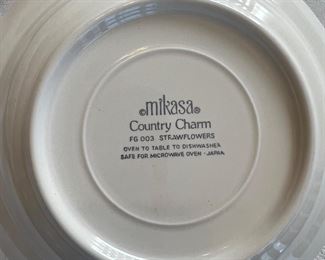 ©mikasa®
Country Charm
FG 003 STRAWFLOWERS
OVEN TO TABLE TO DISHWASHER
SAFE FOR MICROWAVE OVEN - JAPAN